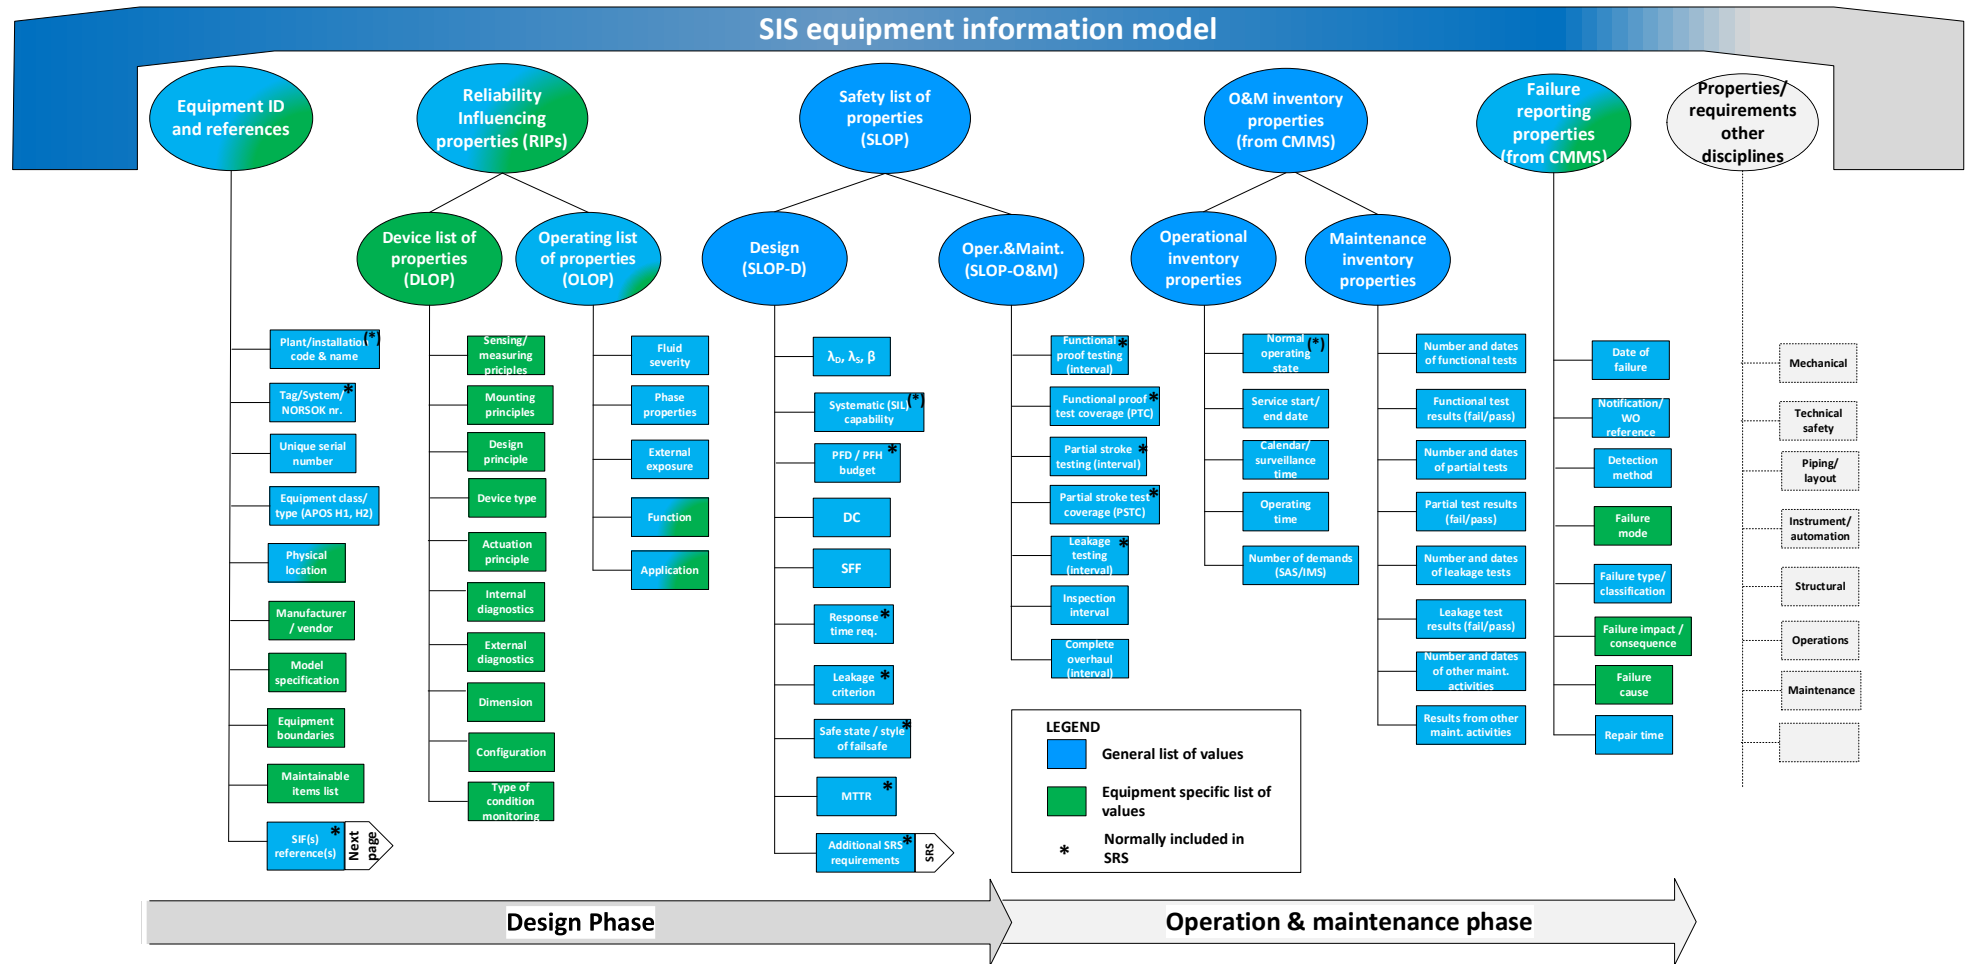 SIS equipment information model
Equipment ID
and references
Reliability
Influencing
properties (RIPs)
Safety list of
properties
(SLOP)
O&M inventory
properties
(from CMMS)
Failure
reporting
properties
(from CMMS)
Properties/
requirements
other
disciplines
Device list of
properties
(DLOP)
Operating list
of properties
(OLOP)
Design
(SLOP-D)
Oper.&Maint.
(SLOP-O&M)
Operational
inventory
properties
Maintenance
inventory
properties
Plant/installation (*)
code & name
Tag/System/ *
NORSOK nr.
Unique serial
number
Equipment class/
type (APOS H1, H2)
Physical
location
Manufacturer
/ vendor
Model
specification
Equipment
boundaries
Maintainable
items list
SIF(s) *
reference(s)
Next
page
Sensing/
measuring
priciples
Mounting
principles
Design
principle
Device type
Actuation
principle
Internal
diagnostics
External
diagnostics
Dimension
Configuration
Type of
condition
monitoring
Fluid
severity
Phase
properties
External
exposure
Function
Application
λD, λS, β
Systematic (SIL) (*)
capability
PFD / PFH *
budget
DC
SFF
Response *
time req.
Leakage *
criterion
Safe state / style *
of failsafe
MTTR *
Additional SRS *
requirements
SRS
Functional *
proof testing
(interval)
Functional proof *
test coverage (PTC)
Partial stroke *
testing (interval)
Partial stroke test *
coverage (PSTC)
Leakage *
testing
(interval)
Inspection
interval
Complete
overhaul
(interval)
Normal (*)
operating
state
Service start/
end date
Calendar/
surveillance
time
Operating
time
Number of demands
(SAS/IMS)
Number and dates
of functional tests
Functional test
results (fail/pass)
Number and dates
of partial tests
Partial test results
(fail/pass)
Number and dates
of leakage tests
Leakage test
results (fail/pass)
Number and dates
of other maint.
activities
Results from other
maint. activities
Date of
failure
Notification/
WO
reference
Detection
method
Failure
mode
Failure type/
classification
Failure impact /
consequence
Failure
cause
Repair time
Mechanical
Technical
safety
Piping/
layout
Instrument/
automation
Structural
Operations
Maintenance
LEGEND
General list of values
Equipment specific list of
values
* Normally included in
SRS
Design Phase
Operation & maintenance phase